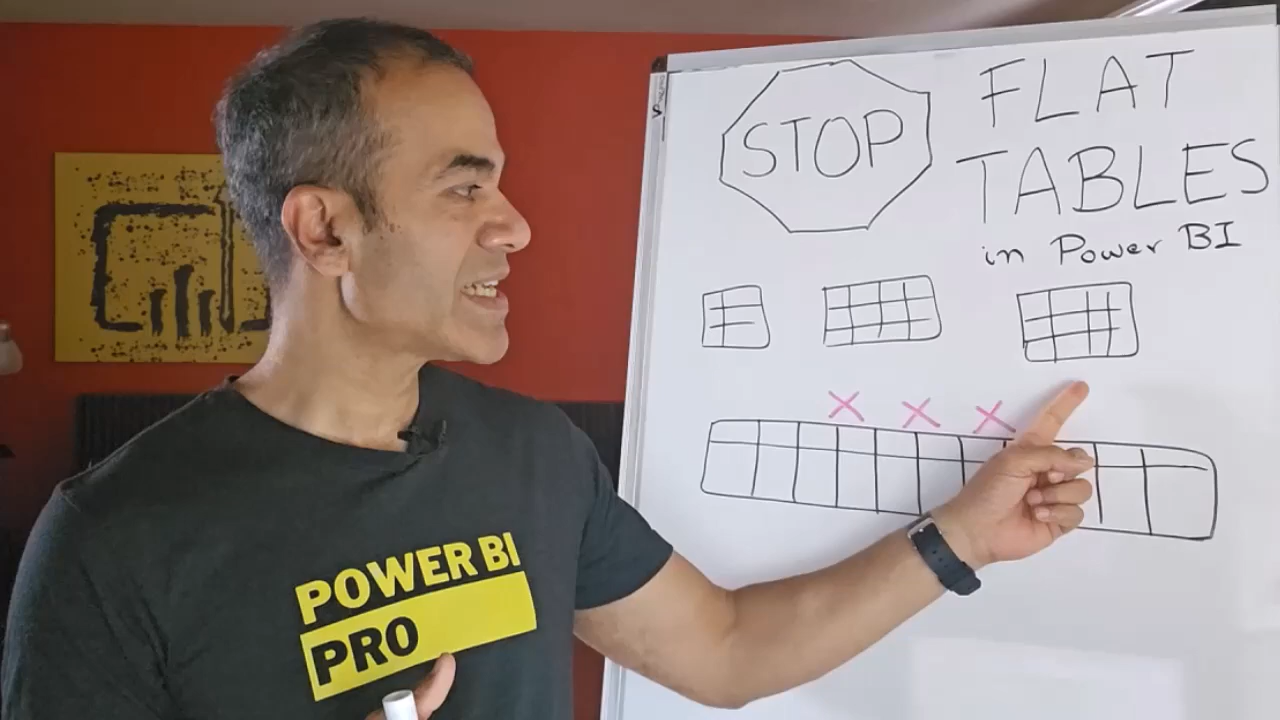 STOP
FLAT
TABLES
in Power BI
POWER BI
PRO